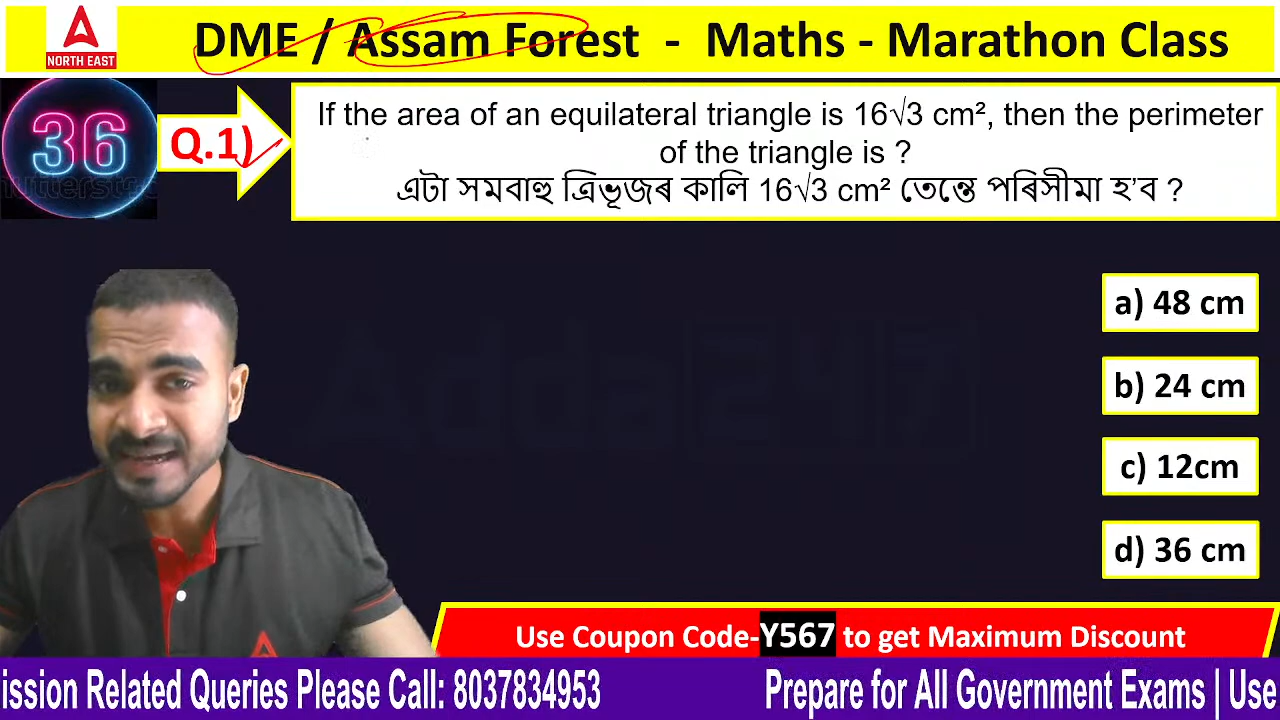 NORTH EAST
DME / Assam Forest - Maths - Marathon Class
36
Q.1)
If the area of an equilateral triangle is 16√3 cm², then the perimeter
of the triangle is ?
এটা সমবাহু ত্ৰিভূজৰ কালি 16√3 cm² তেন্তে পৰিসীমা হ'ব ?
Adda247
a) 48 cm
b) 24 cm
c) 12cm
d) 36 cm
Use Coupon Code-Y567 to get Maximum Discount
ission Related Queries Please Call: 8037834953 Prepare for All Government Exams | Use